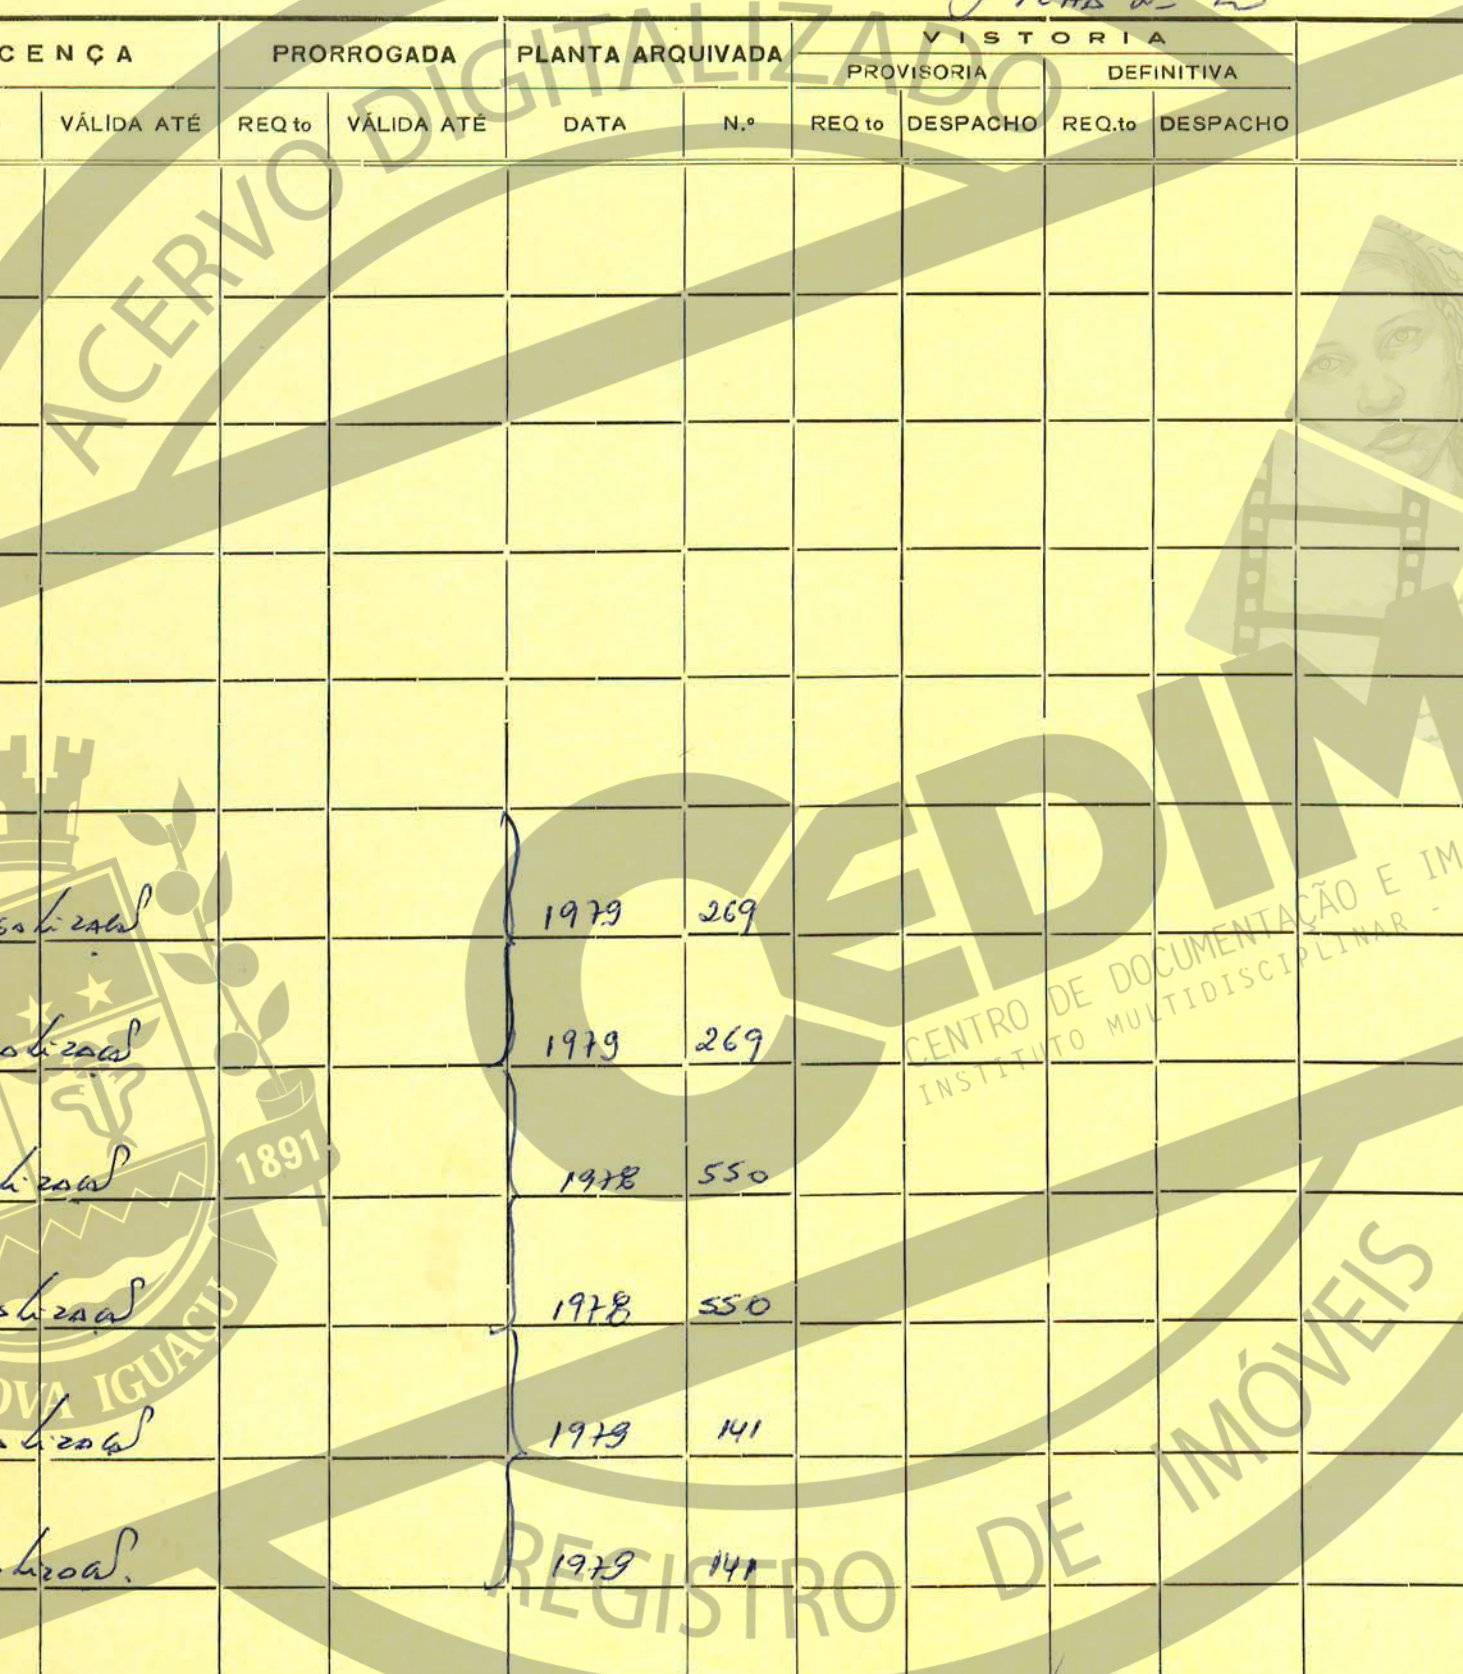 CENÇA PRORROGADA PLANTA ARQUIVADA VISTORIA
PROVISORIA DEFINITIVA
VÁLIDA ATÉ REQ to VÁLIDA ATÉ DATA N.º REQ to DESPACHO REQ.to DESPACHO
1979 269
1979 269
1978 550
1978 550
1979 141
1979 141
ACERVO DIGITALIZADO
CEDIM
CENTRO DE DOCUMENTAÇÃO E IM
INSTITUTO MULTIDISCIPLINAR -
1891
OVA IGUAÇU
REGISTRO DE IMÓVEIS